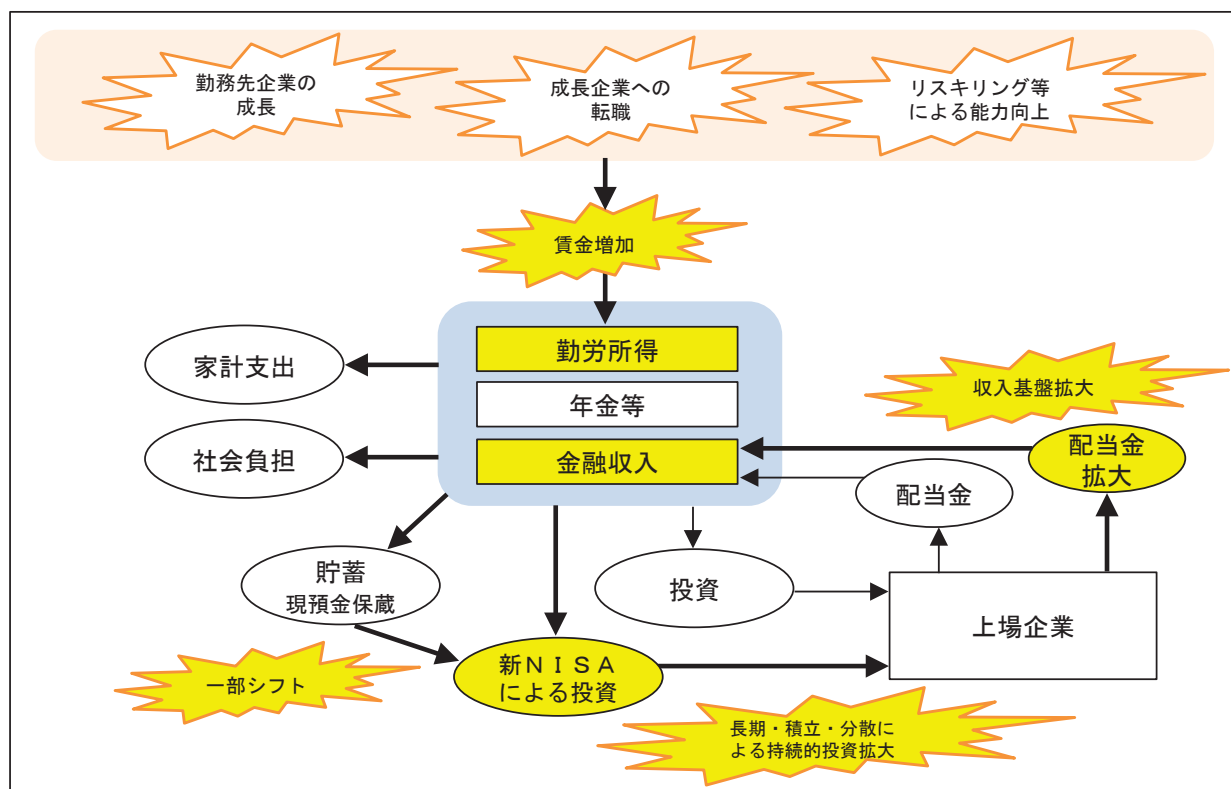 勤務先企業の
成長
成長企業への
転職
リスキリング等
による能力向上
賃金増加
勤労所得
年金等
金融収入
家計支出
社会負担
収入基盤拡大
配当金
拡大
配当金
貯蓄
現預金保蔵
投資
上場企業
一部シフト
新ＮＩＳＡ
による投資
長期・積立・分散に
よる持続的投資拡大